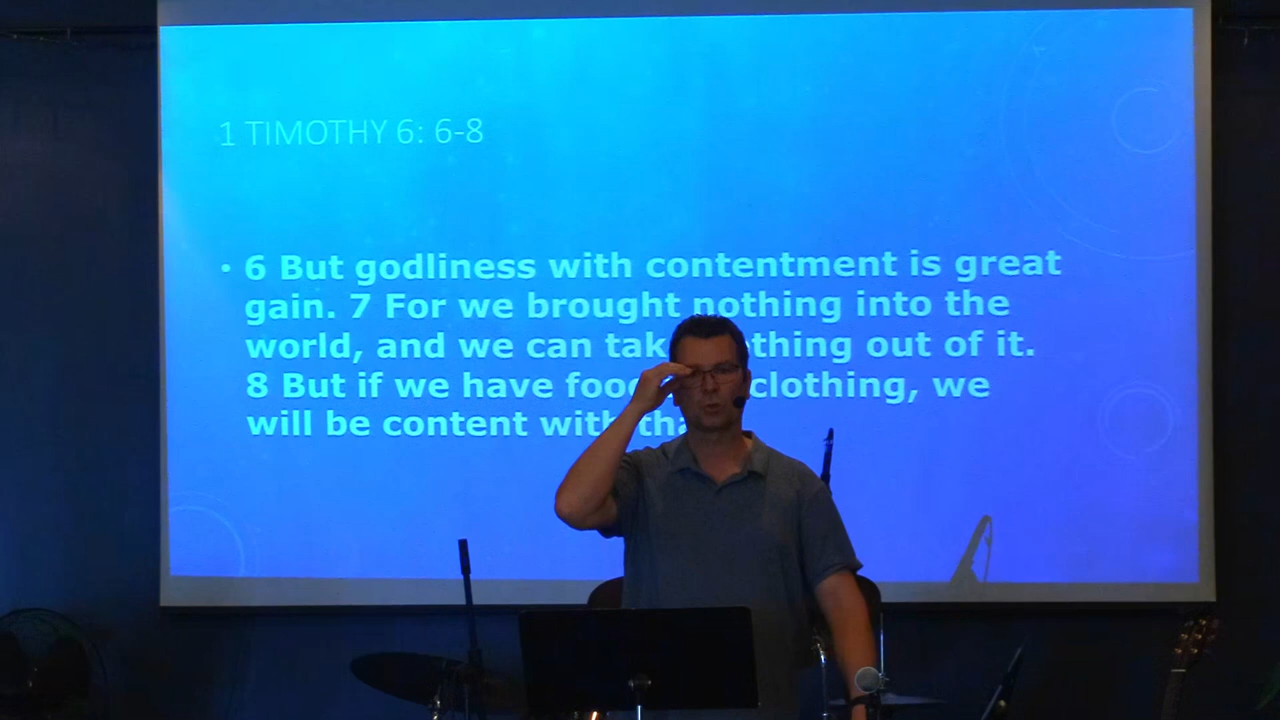 1 TIMOTHY 6: 6-8
• 6 But godliness with contentment is great
gain. 7 For we brought nothing into the
world, and we can out of it.
8 But if we have clothing, we
will be content with